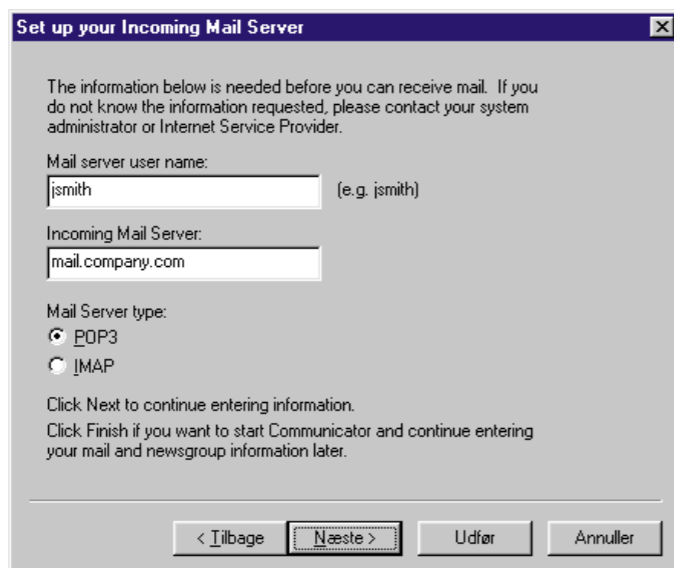 Set up your Incoming Mail Server
The information below is needed before you can receive mail. If you
do not know the information requested, please contact your system
administrator or Internet Service Provider.
Mail server user name:
jsmith (e.g. jsmith)
Incoming Mail Server:
mail.company.com
Mail Server type:
POP3
IMAP
Click Next to continue entering information.
Click Finish if you want to start Communicator and continue entering
your mail and newsgroup information later.
< Tilbage Næste > Udfør Annuller